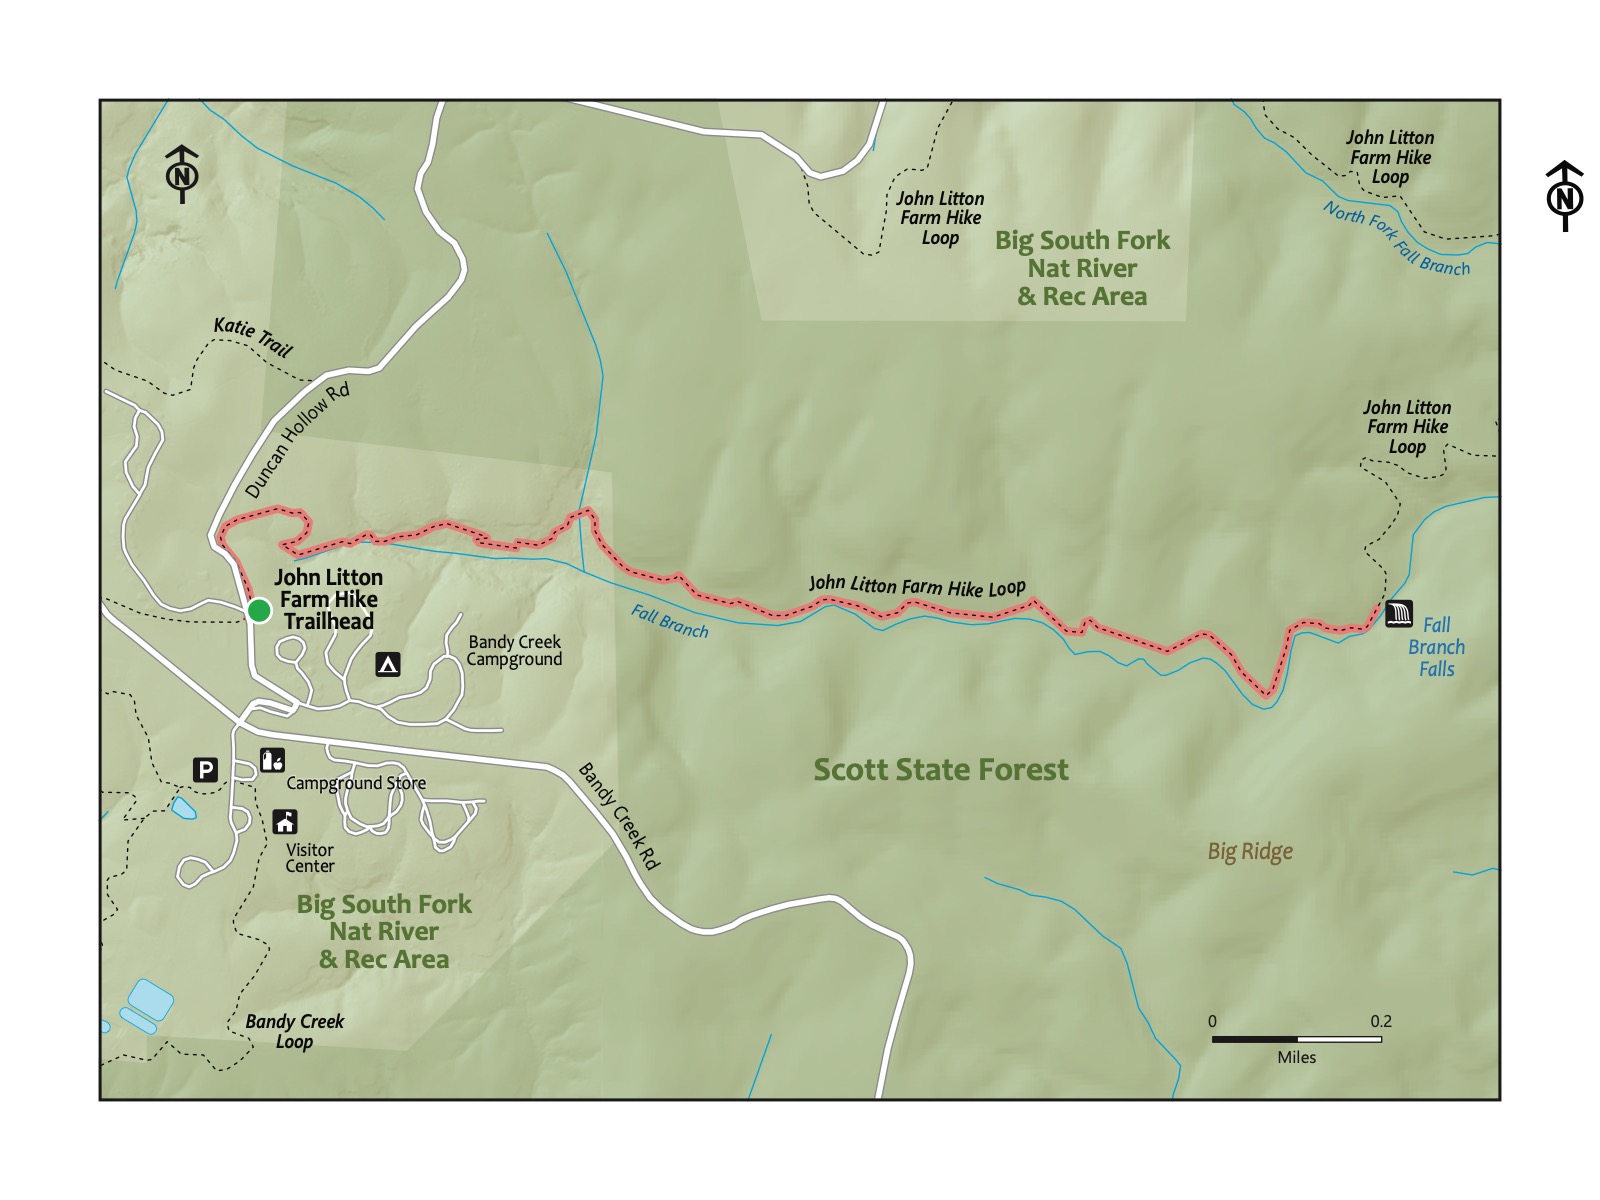 N
N
John Litton
Farm Hike
Loop
John Litton
Farm Hike
Loop
North Fork Fall Branch
Big South Fork
Nat River
& Rec Area
Katie Trail
Duncan Hollow Rd
John Litton
Farm Hike
Loop
John Litton
Farm Hike
Trailhead
John Litton Farm Hike Loop
Fall Branch
Fall
Branch
Falls
Bandy Creek
Campground
P
Campground Store
Scott State Forest
Bandy Creek Rd
Visitor
Center
Big Ridge
Big South Fork
Nat River
& Rec Area
Bandy Creek
Loop
0 0.2
Miles